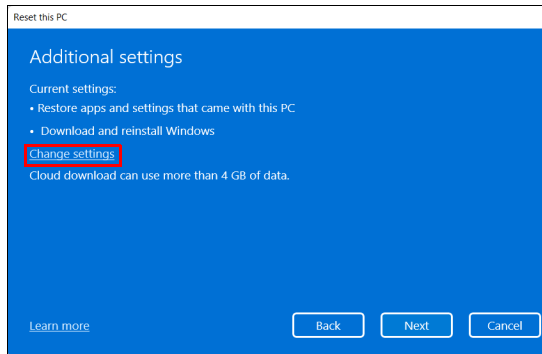 Reset this PC
Additional settings
Current settings:
• Restore apps and settings that came with this PC
• Download and reinstall Windows
Change settings
Cloud download can use more than 4 GB of data.
Learn more
Back
Next
Cancel